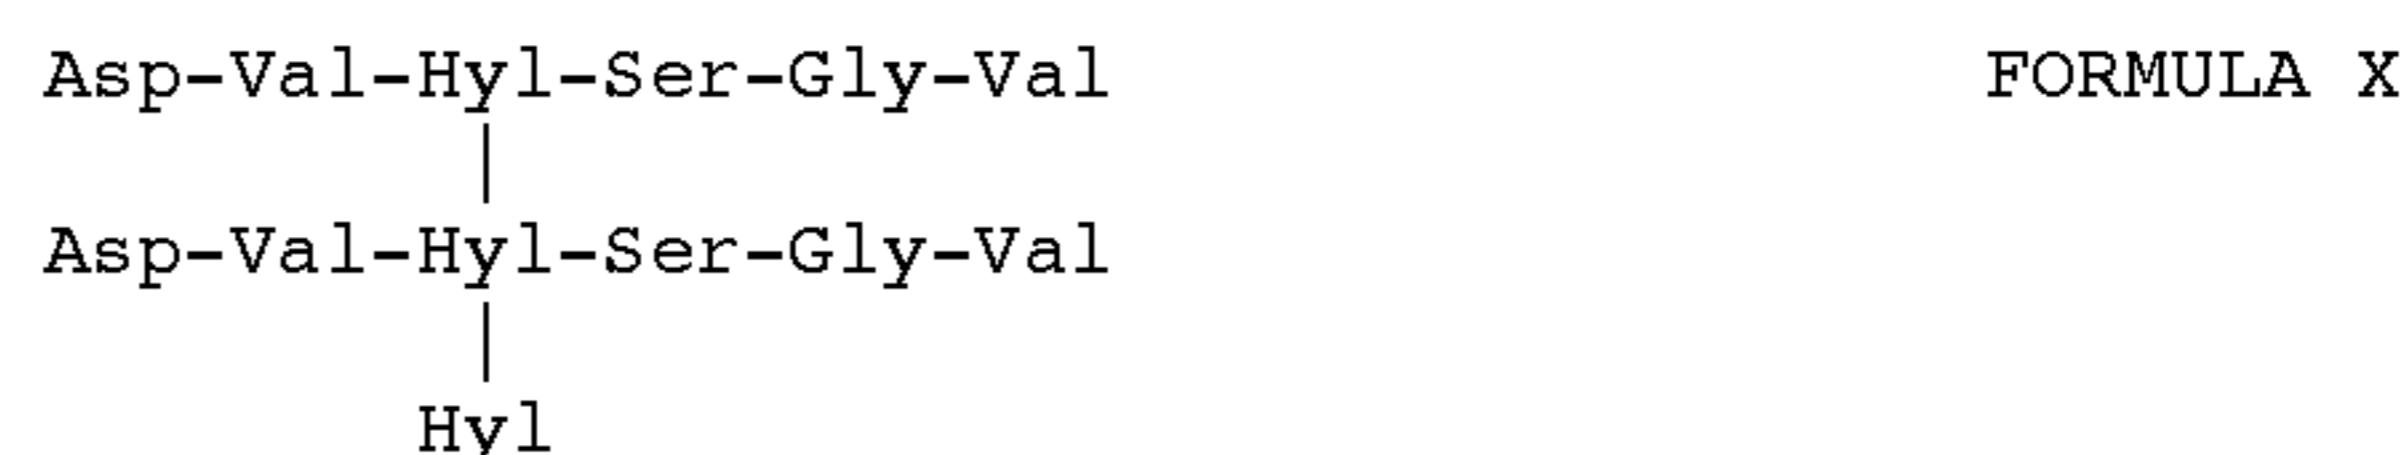 Asp-Val-Hyl-Ser-Gly-Val FORMULA X
|
Asp-Val-Hyl-Ser-Gly-Val
|
Hyl